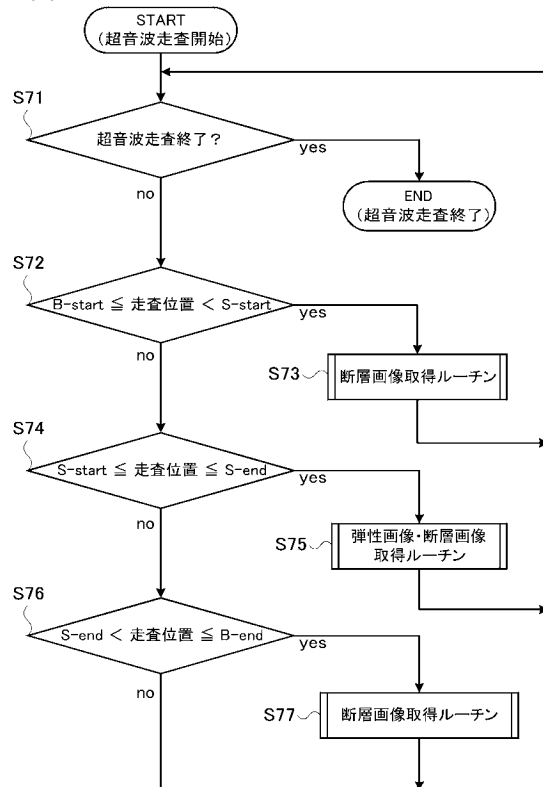 START
(超音波走査開始)
S71
超音波走査終了？
yes
no
END
(超音波走査終了)
S72
B-start ≦ 走査位置 < S-start
yes
no
S73
断層画像取得ルーチン
S74
S-start ≦ 走査位置 ≦ S-end
yes
no
S75
弾性画像・断層画像
取得ルーチン
S76
S-end < 走査位置 ≦ B-end
yes
no
S77
断層画像取得ルーチン